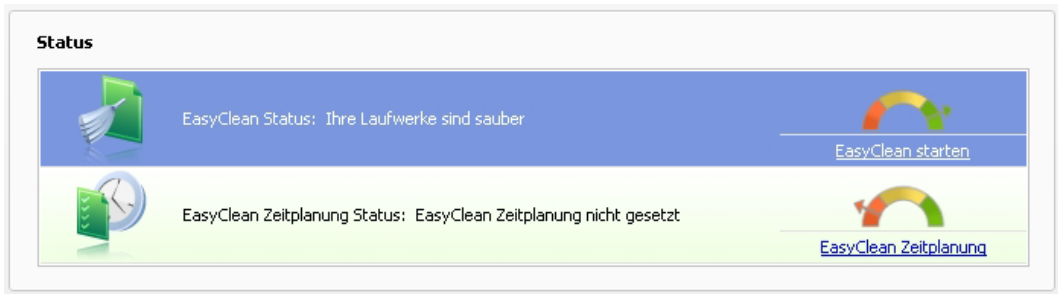 Status
EasyClean Status: Ihre Laufwerke sind sauber
EasyClean starten
EasyClean Zeitplanung Status: EasyClean Zeitplanung nicht gesetzt
EasyClean Zeitplanung